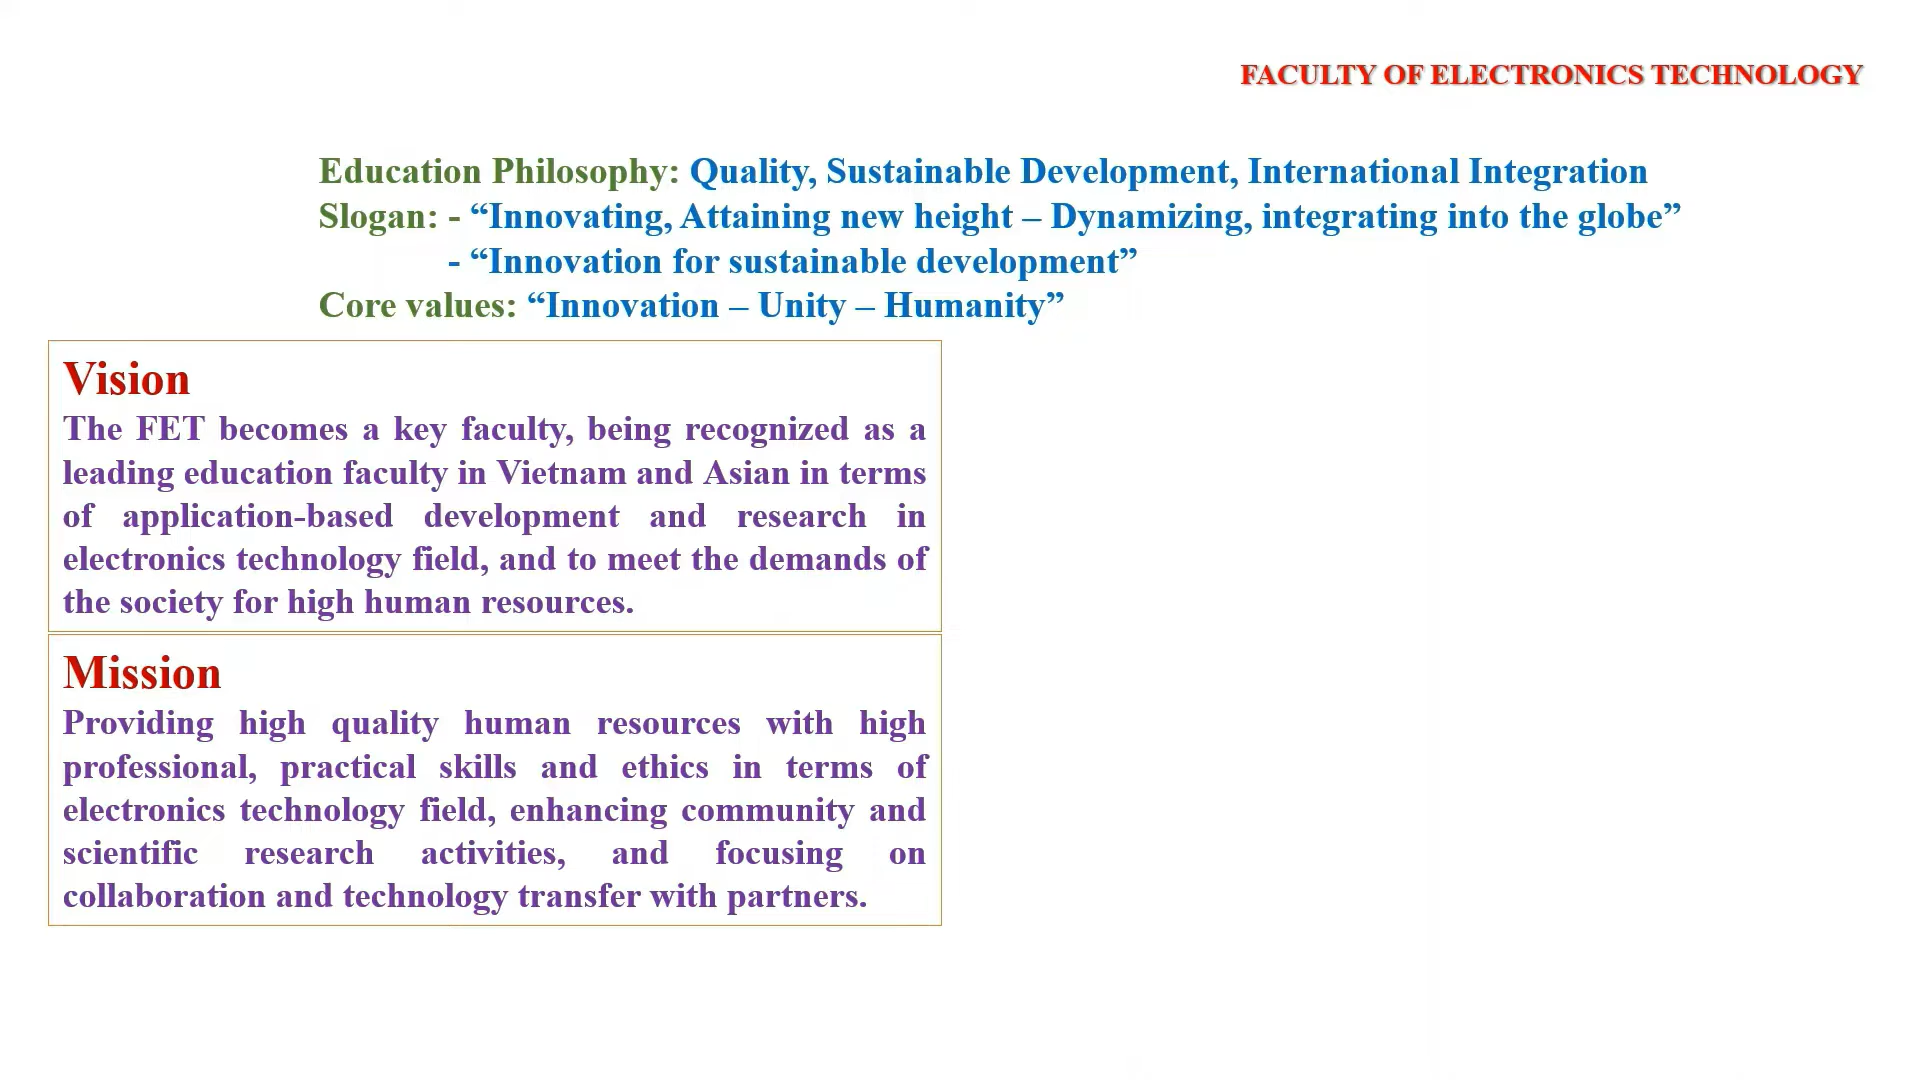 FACULTY OF ELECTRONICS TECHNOLOGY
Education Philosophy: Quality, Sustainable Development, International Integration
Slogan: - “Innovating, Attaining new height – Dynamizing, integrating into the globe”
- “Innovation for sustainable development”
Core values: “Innovation – Unity – Humanity”
Vision
The FET becomes a key faculty, being recognized as a
leading education faculty in Vietnam and Asian in terms
of application-based development and research in
electronics technology field, and to meet the demands of
the society for high human resources.
Mission
Providing high quality human resources with high
professional, practical skills and ethics in terms of
electronics technology field, enhancing community and
scientific research activities, and focusing on
collaboration and technology transfer with partners.